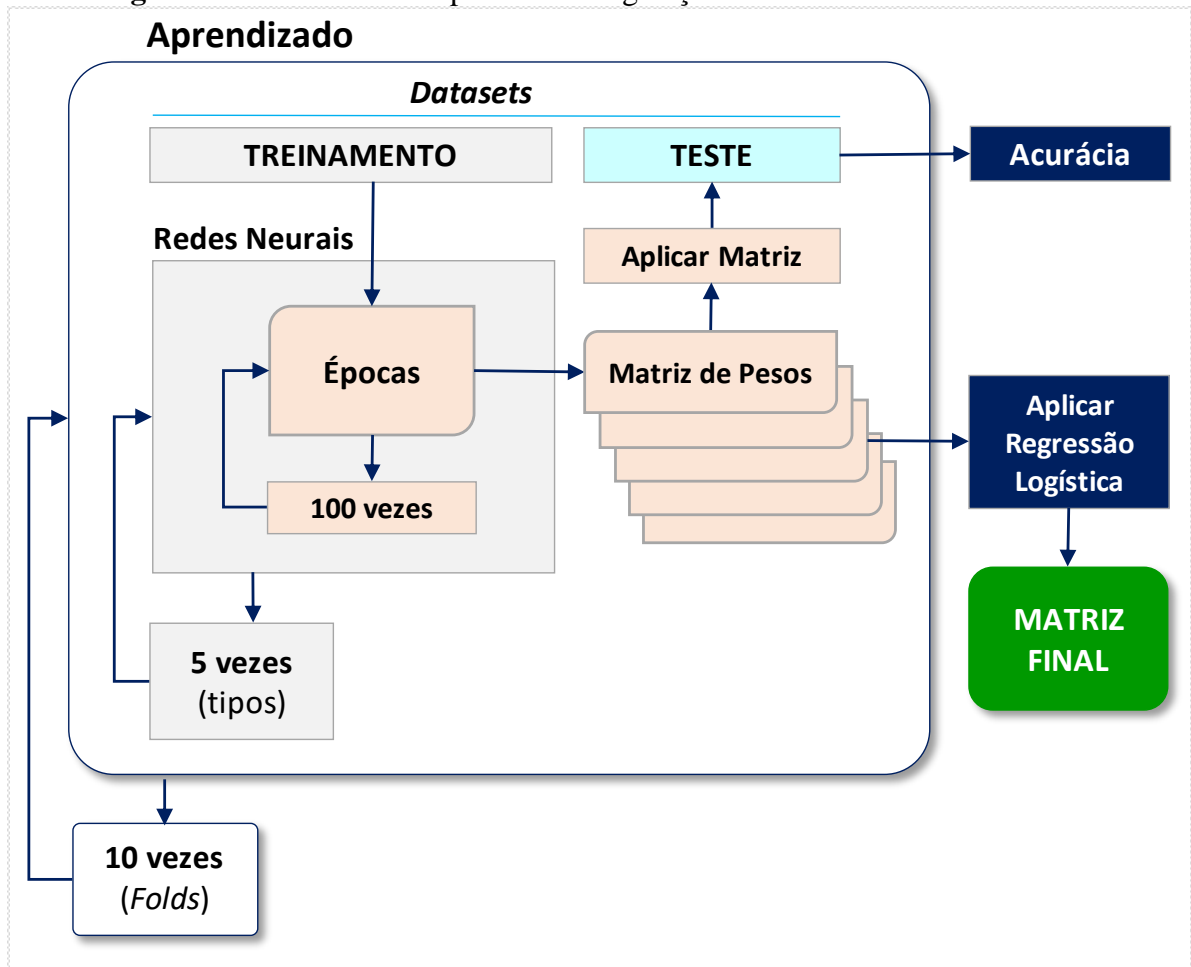 Aprendizado
Datasets
TREINAMENTO
TESTE
Acurácia
Redes Neurais
Aplicar Matriz
Épocas
Matriz de Pesos
Aplicar
Regressão
Logística
100 vezes
MATRIZ
FINAL
5 vezes
(tipos)
10 vezes
(Folds)